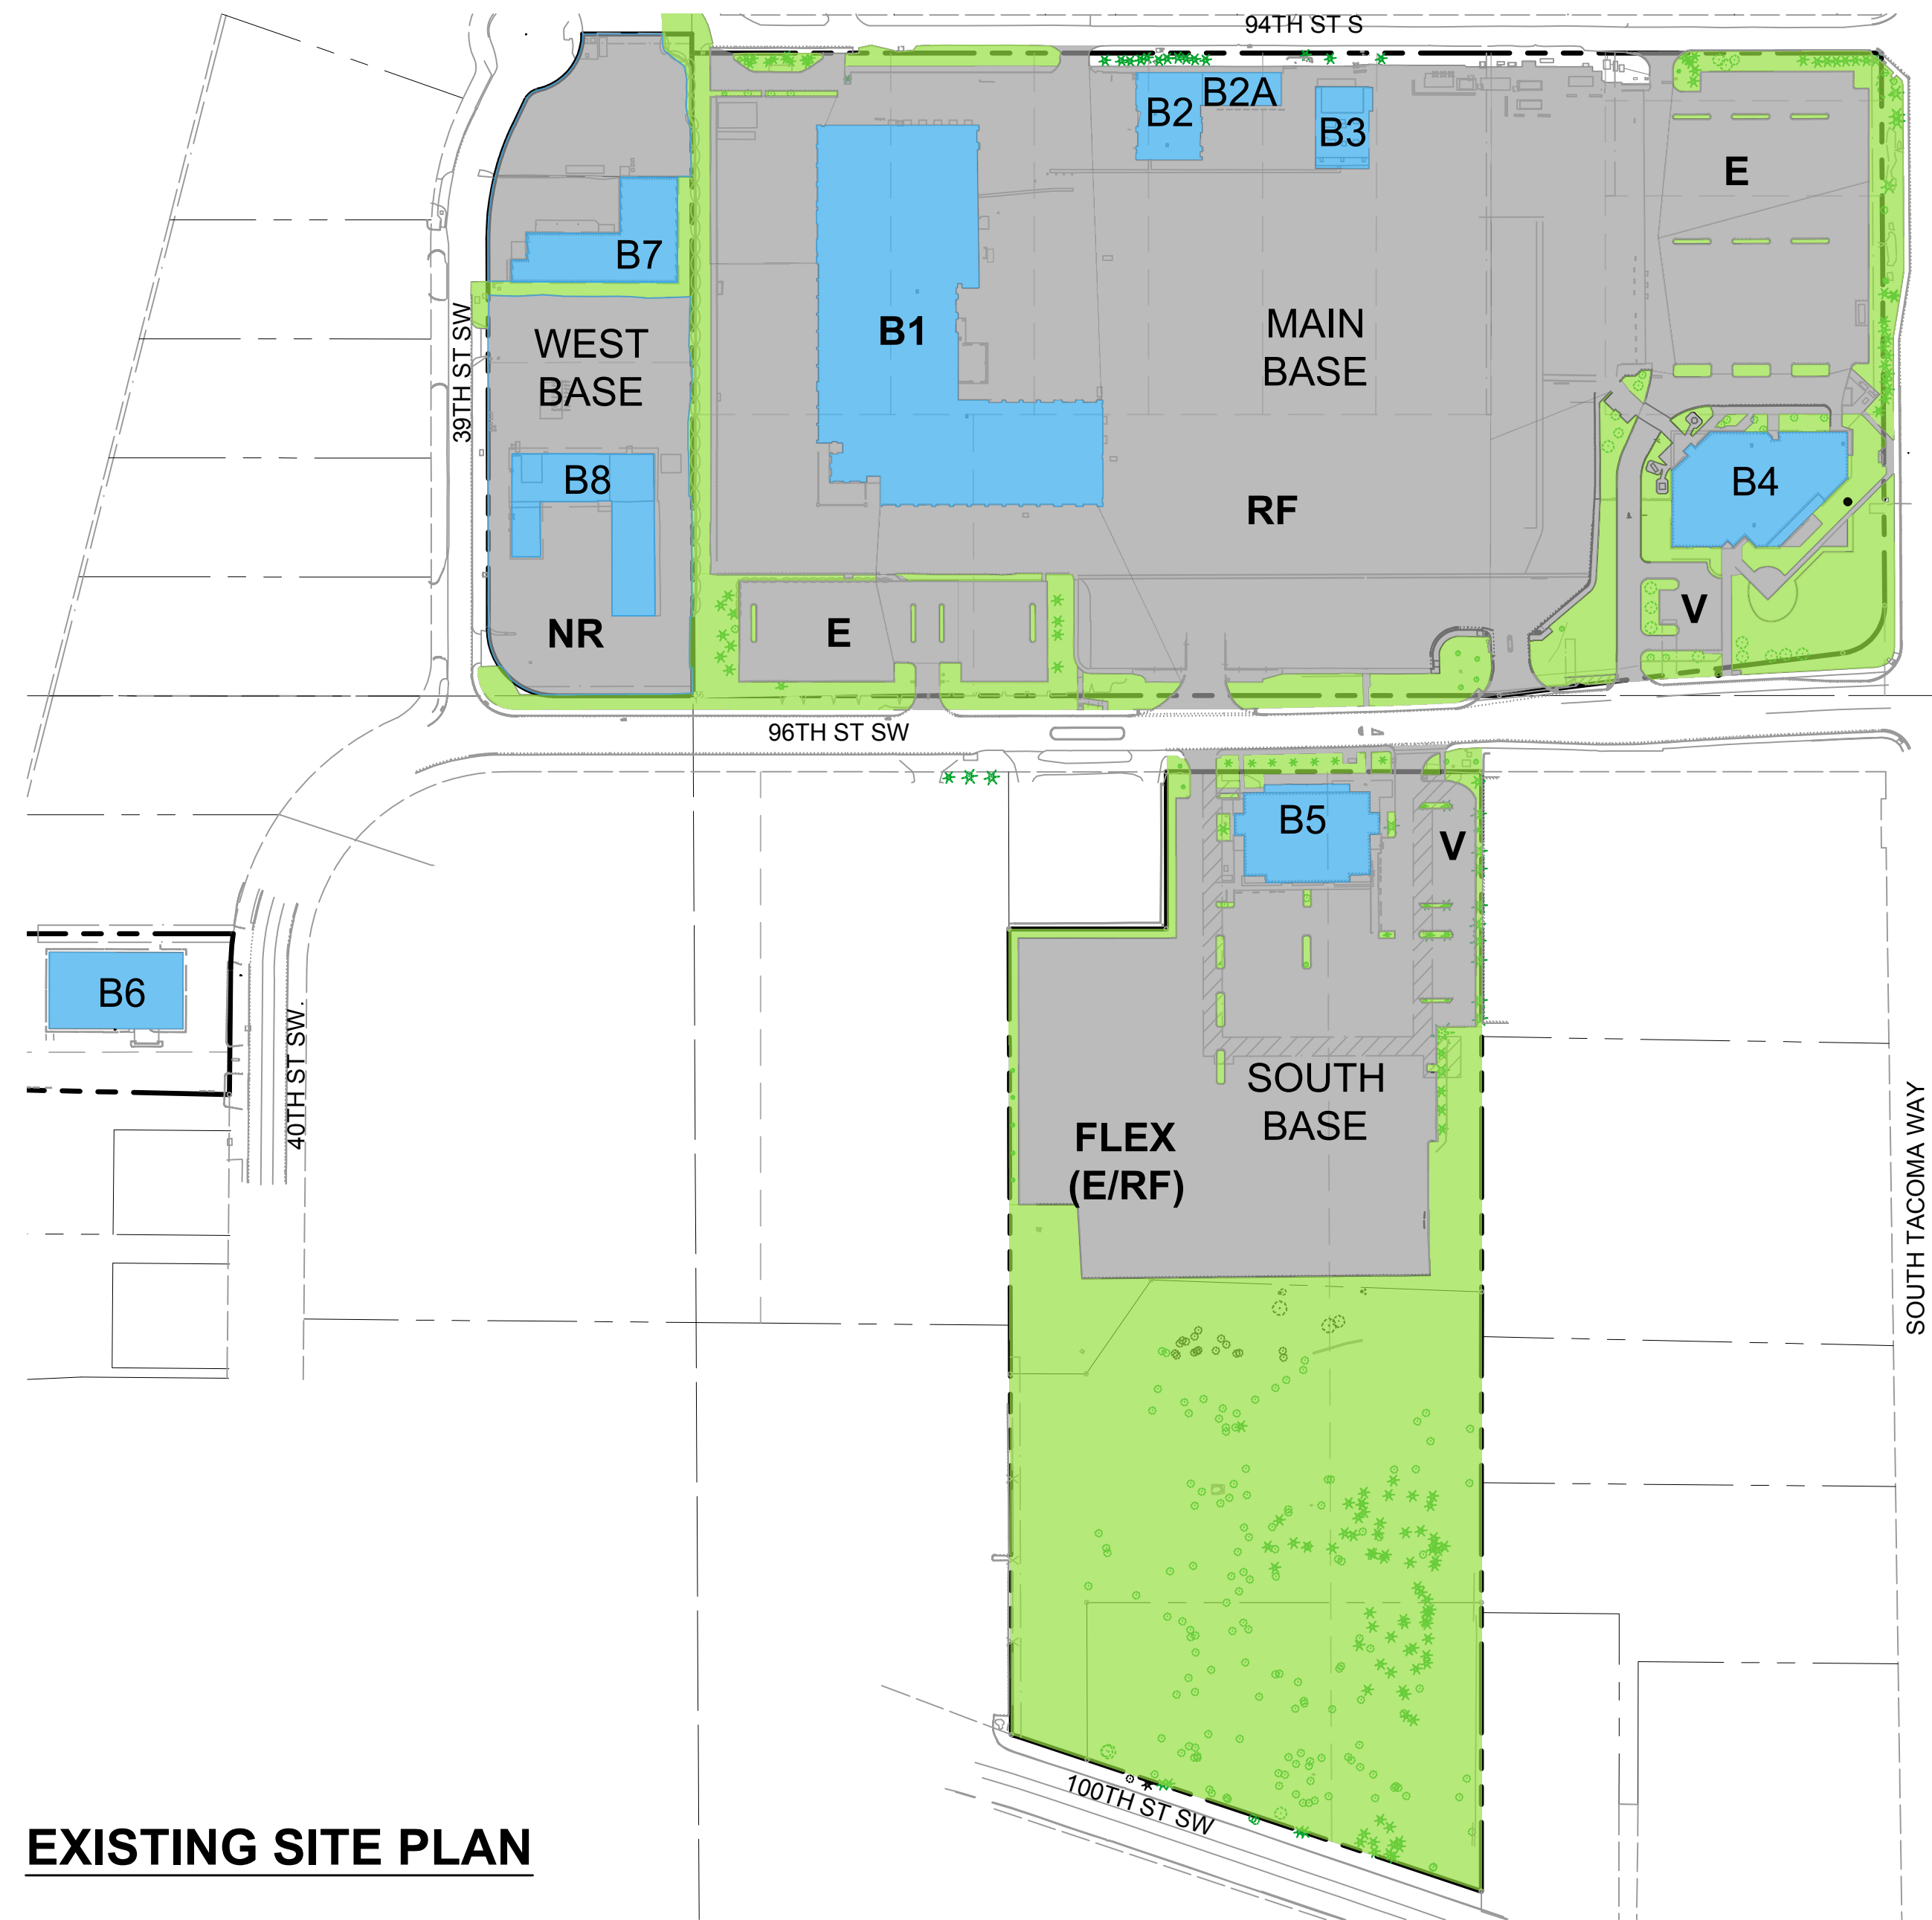 94TH ST S
B2
B2A
B3
E
B7
39TH ST SW
WEST
BASE
B1
MAIN
BASE
B8
RF
B4
NR
E
V
96TH ST SW
B5
V
B6
40TH ST SW.
SOUTH
BASE
FLEX
(E/RF)
SOUTH TACOMA WAY
100TH ST SW
EXISTING SITE PLAN